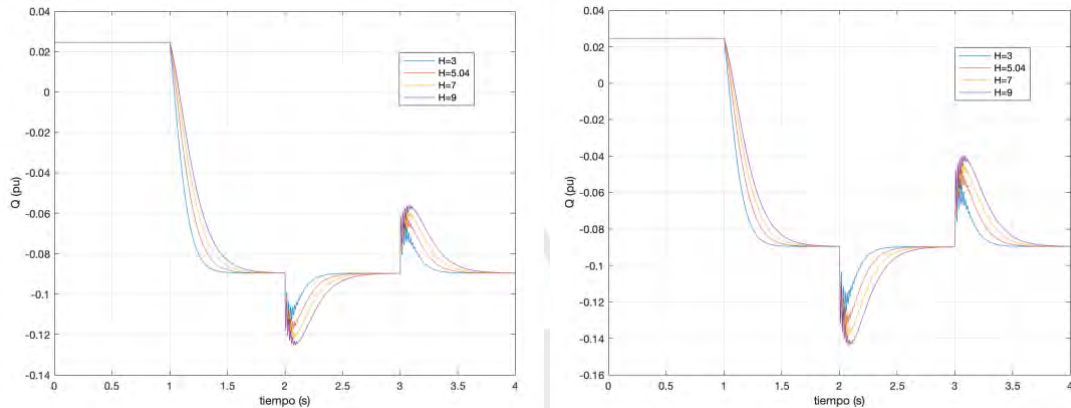 0.04
0.02
0
-0.02
-0.04
-0.06
-0.08
-0.1
-0.12
-0.14
Q (pu)
0 0.5 1 1.5 2 2.5 3 3.5 4
tiempo (s)
H=3
H=5.04
H=7
H=9
0.04
0.02
0
-0.02
-0.04
-0.06
-0.08
-0.1
-0.12
-0.14
-0.16
Q (pu)
0 0.5 1 1.5 2 2.5 3 3.5 4
tiempo (s)
H=3
H=5.04
H=7
H=9